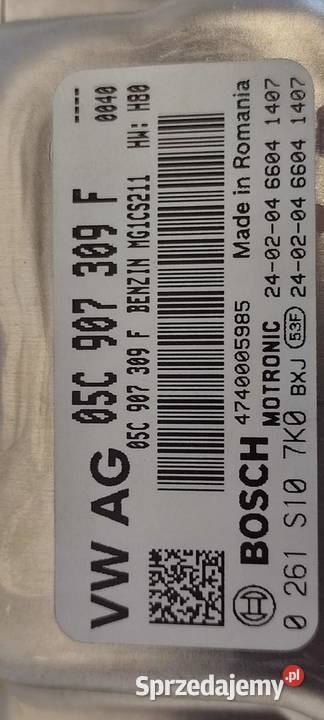 VW AG 05C 907 309 F ----
05C 907 309 F BENZIN MG1CS211 HW: H80 0040
4740005985 Made in Romania
BOSCH MOTRONIC 24-02-04 6604 1407
0 261 S10 7K0 BXJ 53F 24-02-04 6604 1407
Sprzedajemy.pl